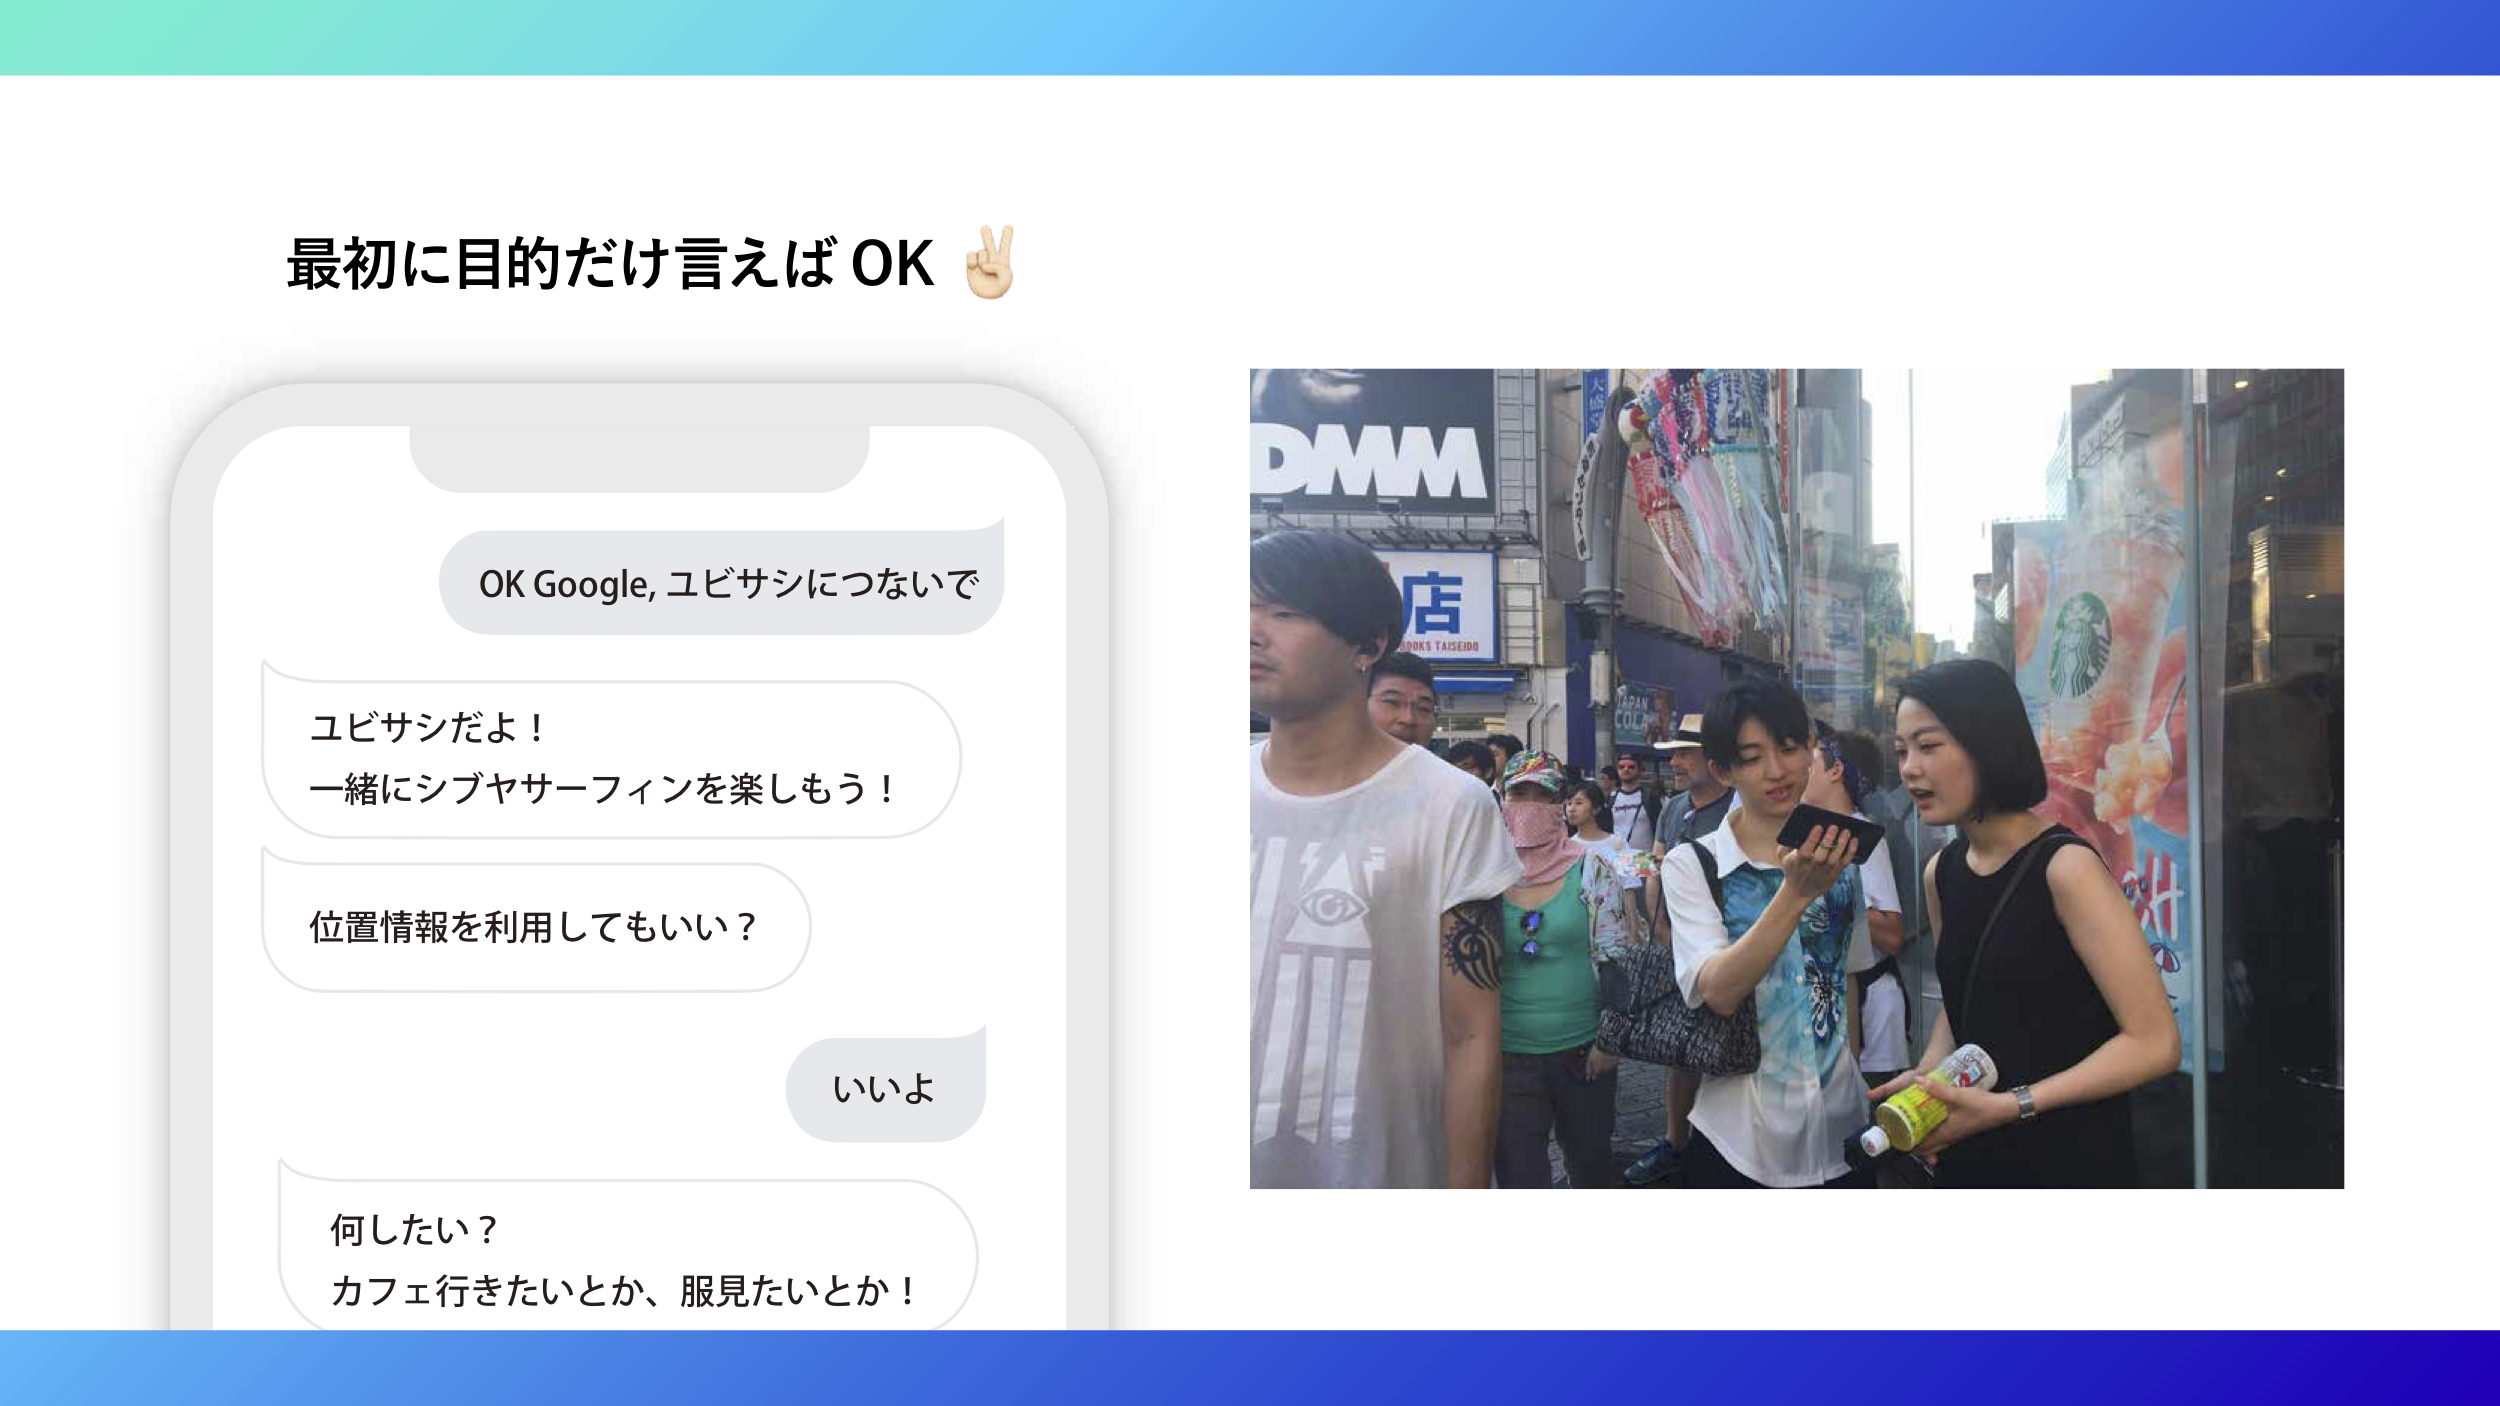 最初に目的だけ言えば OK ✌🏻
OK Google, ユビサシにつないで
ユビサシだよ！
一緒にシブヤサーフィンを楽しもう！
位置情報を利用してもいい？
いいよ
何したい？
カフェ行きたいとか、服見たいとか！
DMM
店
BOOKS TAISEIDO
JAPAN
COLA